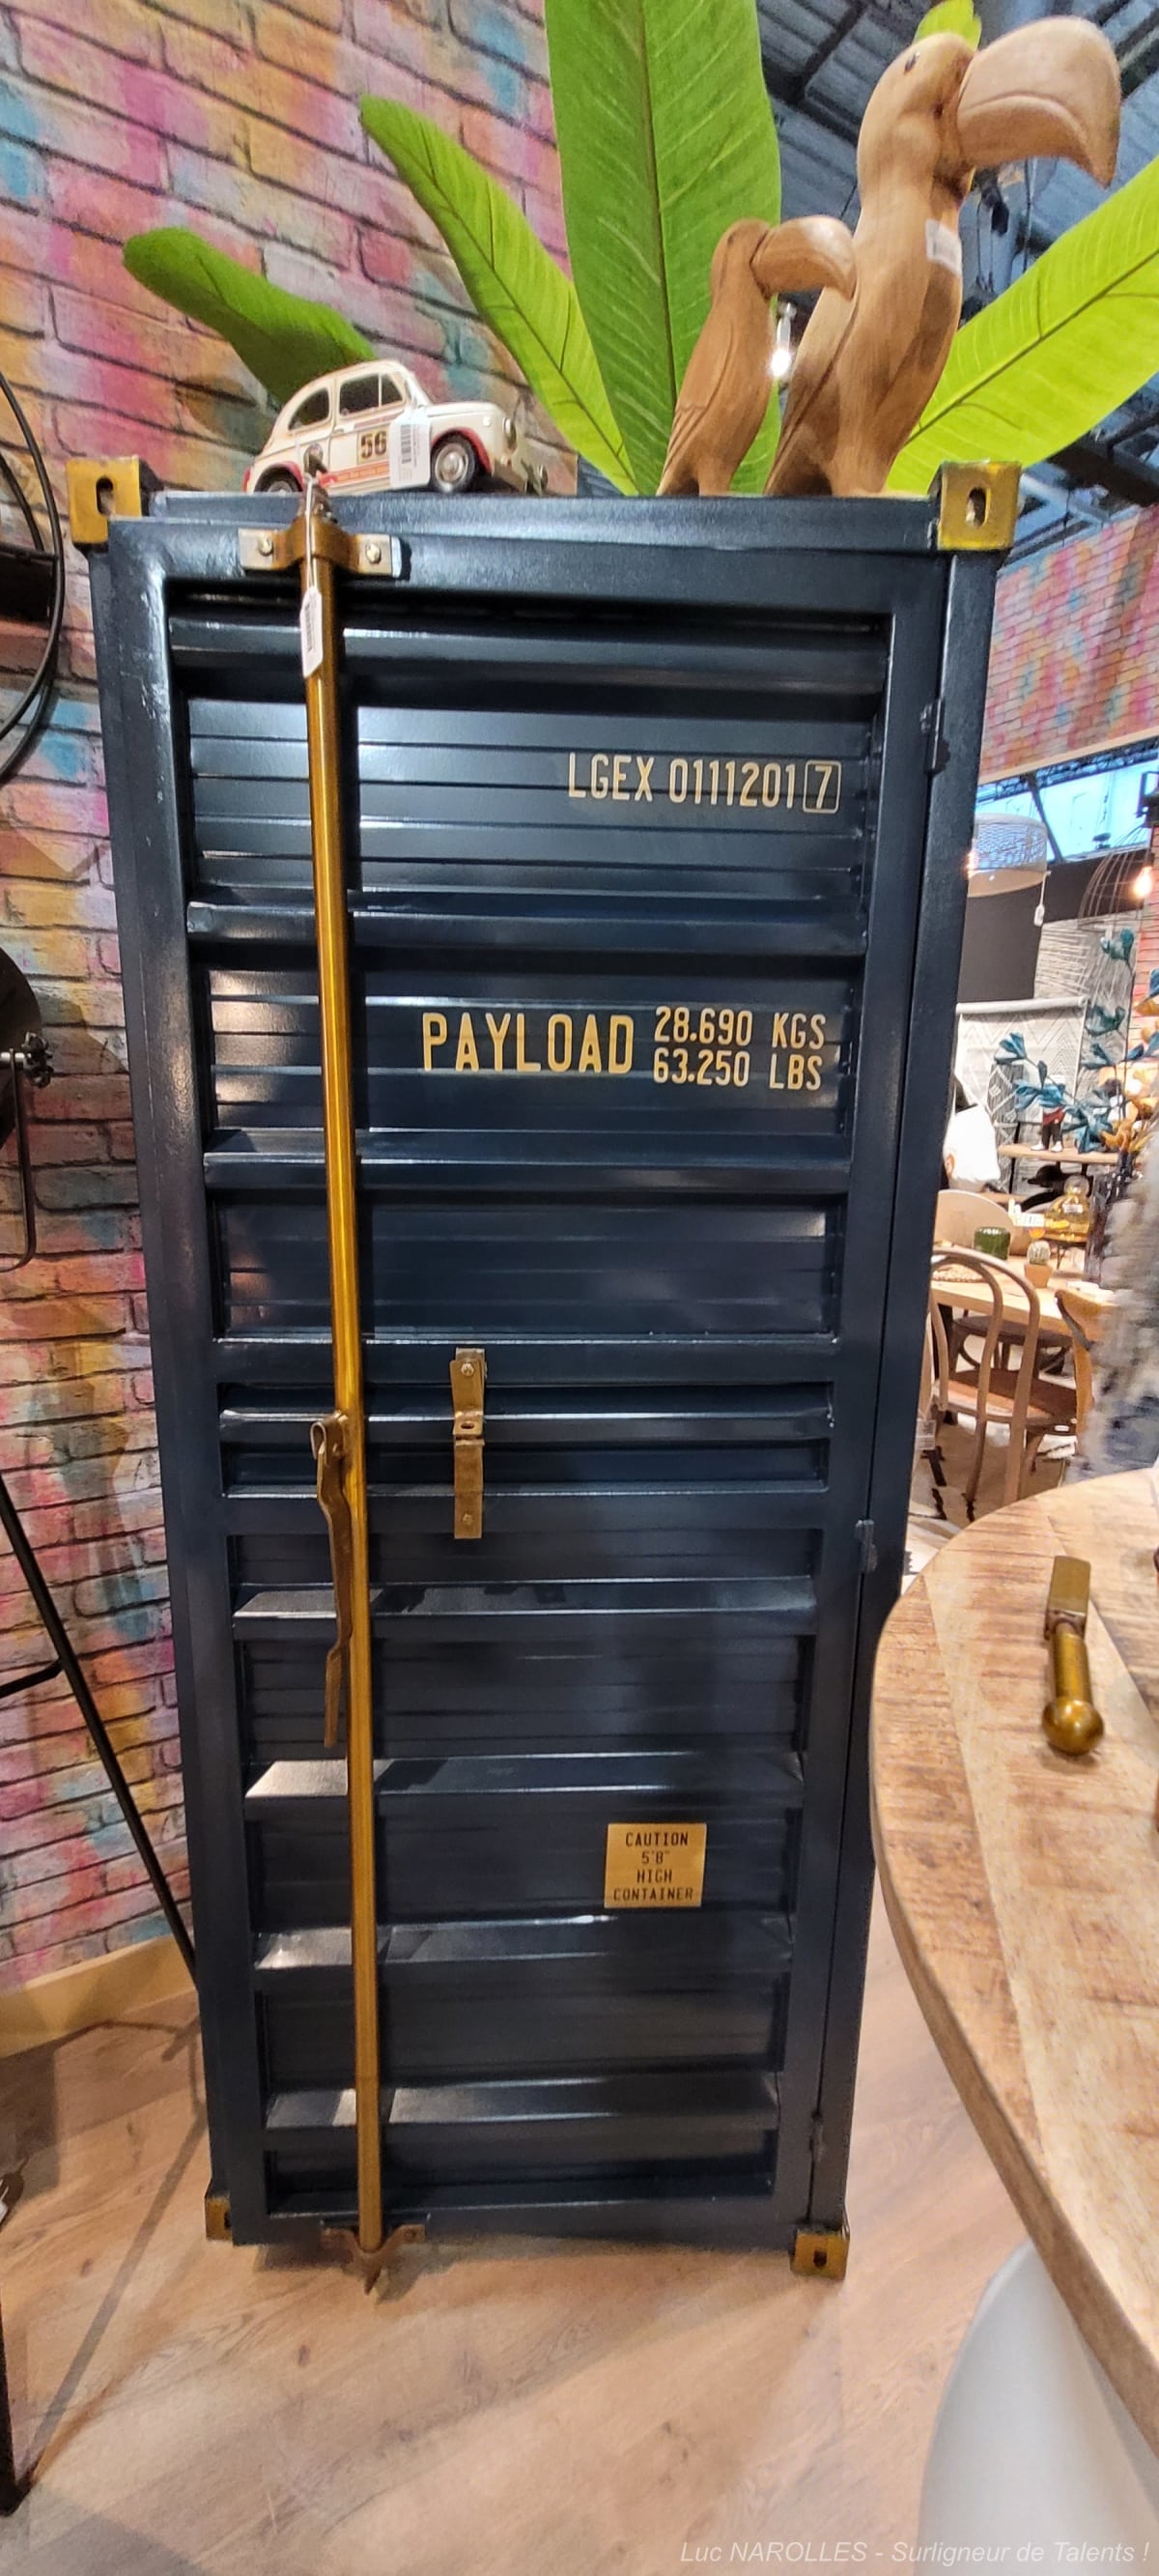 56
LGEX 0111201 7
PAYLOAD 28.690 KGS
63.250 LBS
CAUTION
5'8"
HIGH
CONTAINER
Luc NAROLLES - Surligneur de Talents !